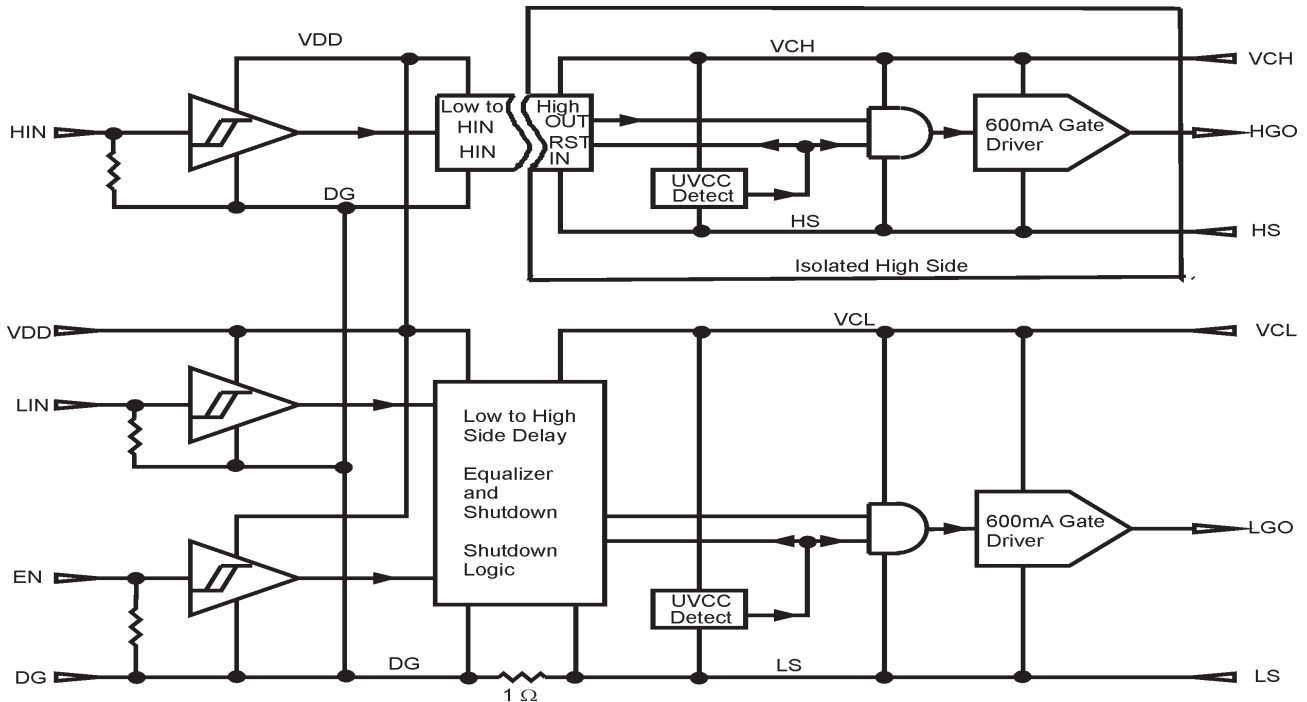 VDD
VCH
VCH
HIN
Low to
HIN
HIN
High
OUT
RST
IN
600mA Gate
Driver
HGO
UVCC
Detect
DG
HS
HS
Isolated High Side
VDD
VCL
VCL
LIN
Low to High
Side Delay
Equalizer
and
Shutdown
Shutdown
Logic
600mA Gate
Driver
LGO
EN
UVCC
Detect
DG
DG
1 Ω
LS
LS